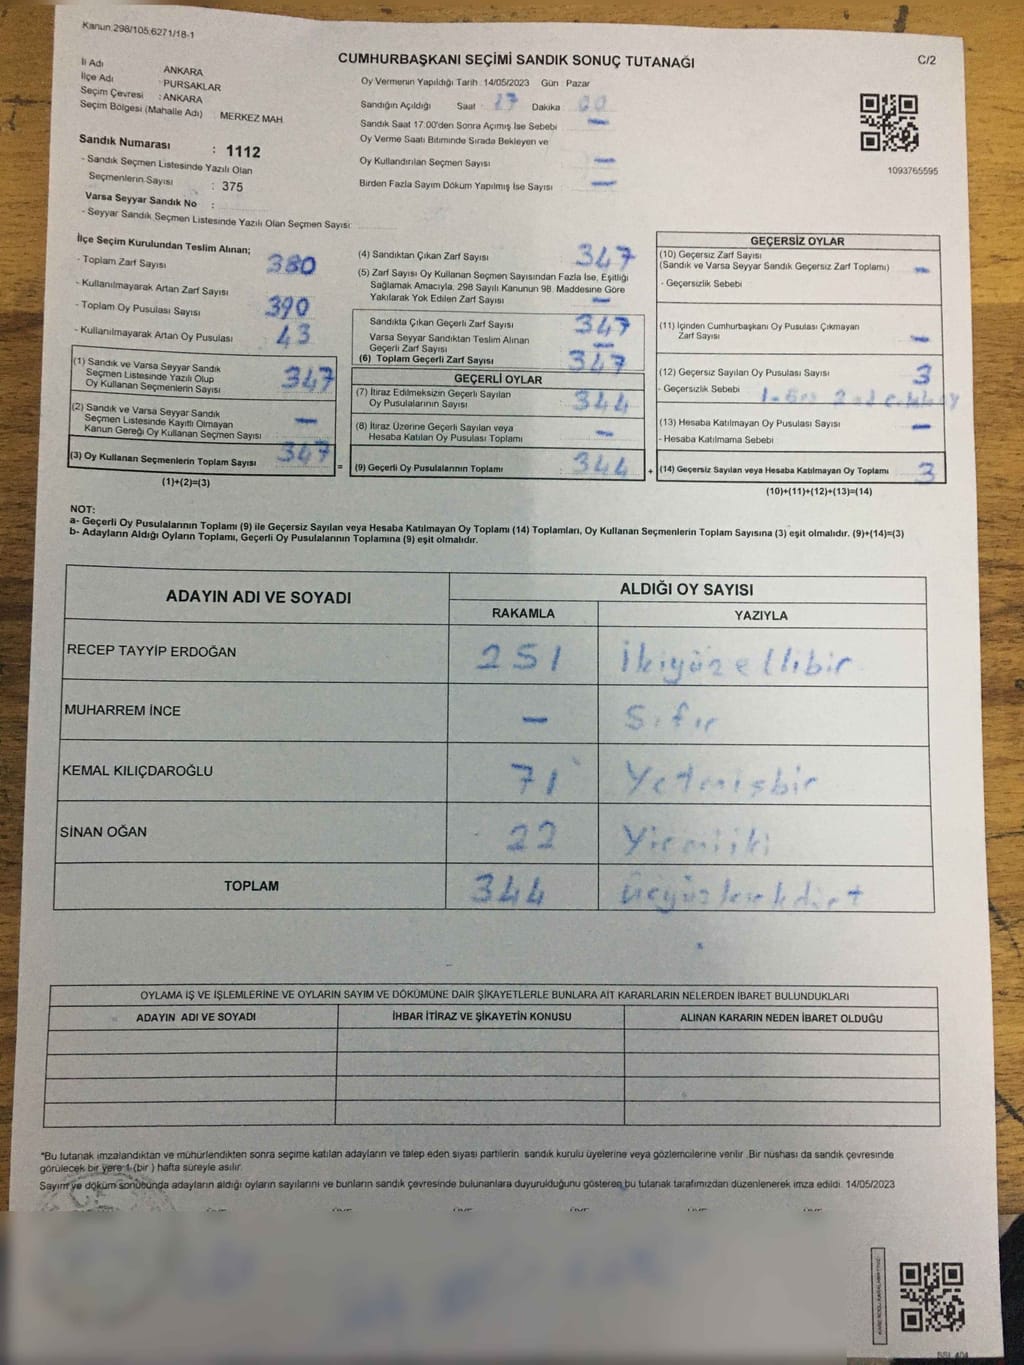 Kanun:298/105:6271/18-1
CUMHURBAŞKANI SEÇİMİ SANDIK SONUÇ TUTANAĞI
C/2
İl Adı ANKARA
İlçe Adı : PURSAKLAR
Seçim Çevresi : ANKARA
Seçim Bölgesi (Mahalle Adı) MERKEZ MAH.
Oy Vermenin Yapıldığı Tarih 14/05/2023 Gün Pazar
Sandığın Açıldığı Saat 17 Dakika 00
Sandık Saat 17:00'den Sonra Açımış İse Sebebi —
Oy Verme Saati Bitiminde Sırada Bekleyen ve
Oy Kullandırılan Seçmen Sayısı —
Birden Fazla Sayım Döküm Yapılmış İse Sayısı —
1093765595
Sandık Numarası : 1112
- Sandık Seçmen Listesinde Yazılı Olan
Seçmenlerin Sayısı : 375
Varsa Seyyar Sandık No :
- Seyyar Sandık Seçmen Listesinde Yazılı Olan Seçmen Sayısı:
İlçe Seçim Kurulundan Teslim Alınan;
- Toplam Zarf Sayısı 380
- Kullanılmayarak Artan Zarf Sayısı
- Toplam Oy Pusulası Sayısı 390
- Kullanılmayarak Artan Oy Pusulası 43
(1) Sandık ve Varsa Seyyar Sandık
Seçmen Listesinde Yazılı Olup
Oy Kullanan Seçmenlerin Sayısı 347
(2) Sandık ve Varsa Seyyar Sandık
Seçmen Listesinde Kayıtlı Olmayan
Kanun Gereği Oy Kullanan Seçmen Sayısı —
(3) Oy Kullanan Seçmenlerin Toplam Sayısı 347
(1)+(2)=(3)
=
(4) Sandıktan Çıkan Zarf Sayısı 347
(5) Zarf Sayısı Oy Kullanan Seçmen Sayısından Fazla İse, Eşitliği
Sağlamak Amacıyla, 298 Sayılı Kanunun 98. Maddesine Göre
Yakılarak Yok Edilen Zarf Sayısı —
Sandıkta Çıkan Geçerli Zarf Sayısı 347
Varsa Seyyar Sandıktan Teslim Alınan
Geçerli Zarf Sayısı —
(6) Toplam Geçerli Zarf Sayısı 347
GEÇERLİ OYLAR
(7) İtiraz Edilmeksizin Geçerli Sayılan
Oy Pusulalarının Sayısı 344
(8) İtiraz Üzerine Geçerli Sayılan veya
Hesaba Katılan Oy Pusulası Toplamı —
(9) Geçerli Oy Pusulalarının Toplamı 344
+
GEÇERSİZ OYLAR
(10) Geçersiz Zarf Sayısı
(Sandık ve Varsa Seyyar Sandık Geçersiz Zarf Toplamı) —
- Geçersizlik Sebebi
(11) İçinden Cumhurbaşkanı Oy Pusulası Çıkmayan
Zarf Sayısı —
(12) Geçersiz Sayılan Oy Pusulası Sayısı 3
- Geçersizlik Sebebi
(13) Hesaba Katılmayan Oy Pusulası Sayısı —
- Hesaba Katılmama Sebebi
(14) Geçersiz Sayılan veya Hesaba Katılmayan Oy Toplamı 3
(10)+(11)+(12)+(13)=(14)
NOT:
a- Geçerli Oy Pusulalarının Toplamı (9) ile Geçersiz Sayılan veya Hesaba Katılmayan Oy Toplamı (14) Toplamları, Oy Kullanan Seçmenlerin Toplam Sayısına (3) eşit olmalıdır. (9)+(14)=(3)
b- Adayların Aldığı Oyların Toplamı, Geçerli Oy Pusulalarının Toplamına (9) eşit olmalıdır.
ADAYIN ADI VE SOYADI ALDIĞI OY SAYISI
RAKAMLA YAZIYLA
RECEP TAYYİP ERDOĞAN 251 İkiyüzellibir
MUHARREM İNCE — Sıfır
KEMAL KILIÇDAROĞLU 71 Yetmişbir
SİNAN OĞAN 22 Yirmiiki
TOPLAM 344
OYLAMA İŞ VE İŞLEMLERİNE VE OYLARIN SAYIM VE DÖKÜMÜNE DAİR ŞİKAYETLERLE BUNLARA AİT KARARLARIN NELERDEN İBARET BULUNDUKLARI
ADAYIN ADI VE SOYADI İHBAR İTİRAZ VE ŞİKAYETİN KONUSU ALINAN KARARIN NEDEN İBARET OLDUĞU
*Bu tutanak imzalandıktan ve mühürlendikten sonra seçime katılan adayların ve talep eden siyasi partilerin sandık kurulu üyelerine veya gözlemcilerine verilir. Bir nüshası da sandık çevresinde
görülecek bir yere 1 (bir ) hafta süreyle asılır.
Sayım ve döküm sonucunda adayların aldığı oyların sayılarını ve bunların sandık çevresinde bulunanlara duyurulduğunu gösteren bu tutanak tarafımızdan düzenlenerek imza edildi. 14/05/2023